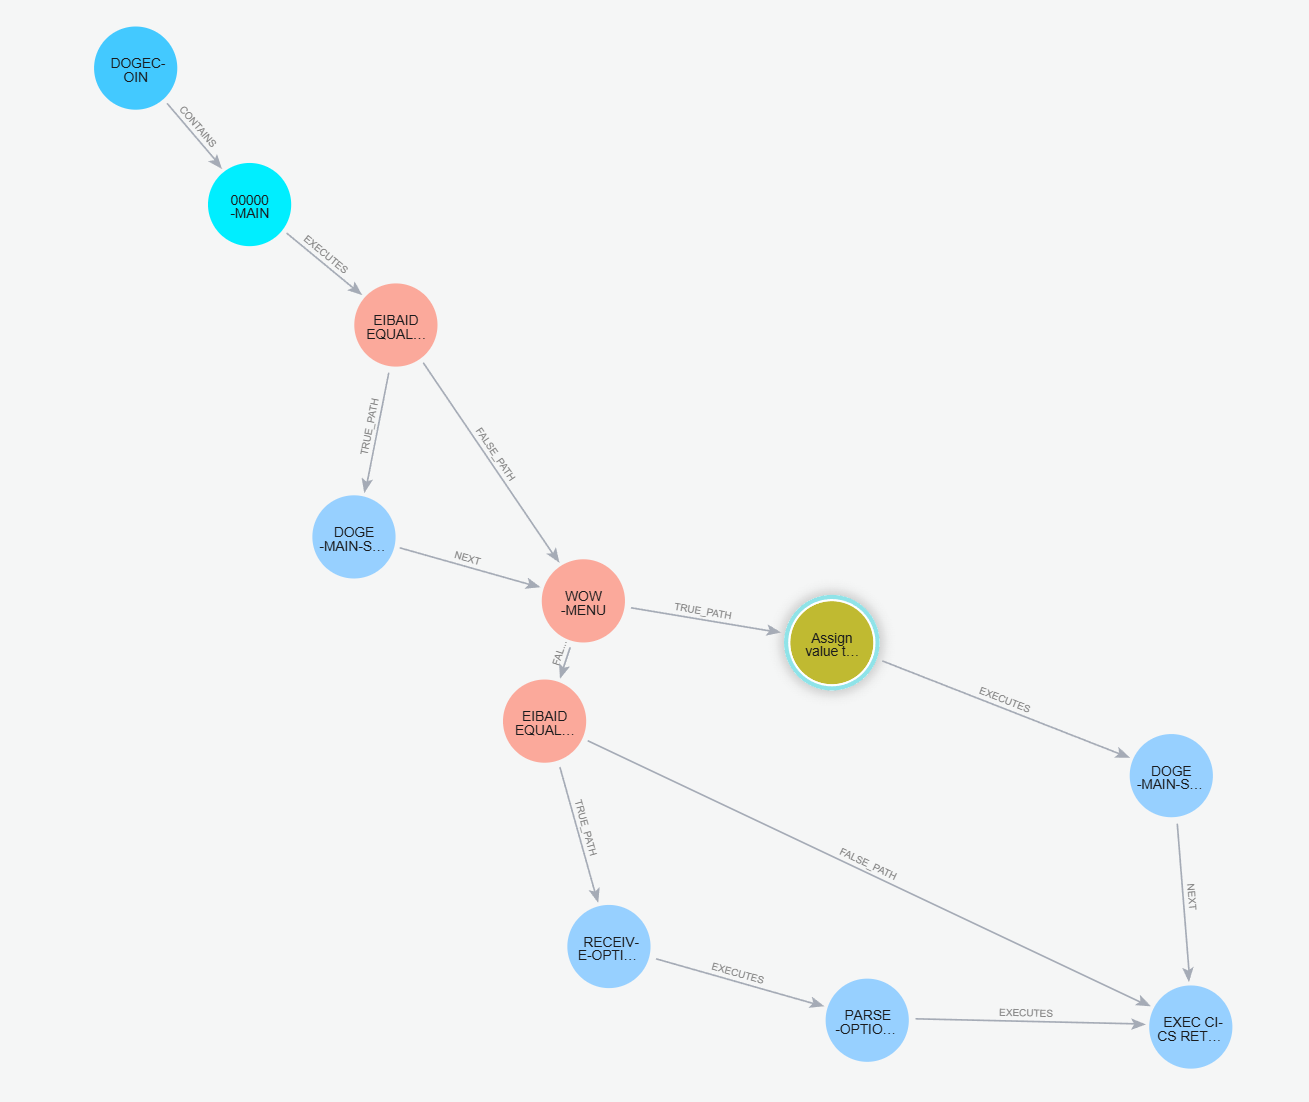 DOGEC-
OIN
CONTAINS
00000
-MAIN
EXECUTES
EIBAID
EQUAL...
TRUE_PATH
FALSE_PATH
DOGE
-MAIN-S...
NEXT
WOW
-MENU
TRUE_PATH
Assign
value t...
FAL...
EXECUTES
EIBAID
EQUAL...
DOGE
-MAIN-S...
TRUE_PATH
FALSE_PATH
NEXT
RECEIV-
E-OPTI...
EXECUTES
PARSE
-OPTIO...
EXECUTES
EXEC CI-
CS RET...